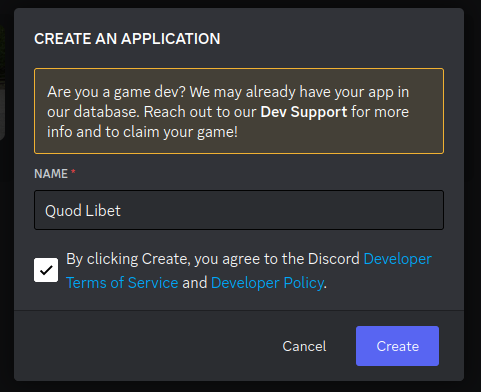 CREATE AN APPLICATION
Are you a game dev? We may already have your app in
our database. Reach out to our Dev Support for more
info and to claim your game!
NAME *
Quod Libet
By clicking Create, you agree to the Discord Developer
Terms of Service and Developer Policy.
Cancel
Create